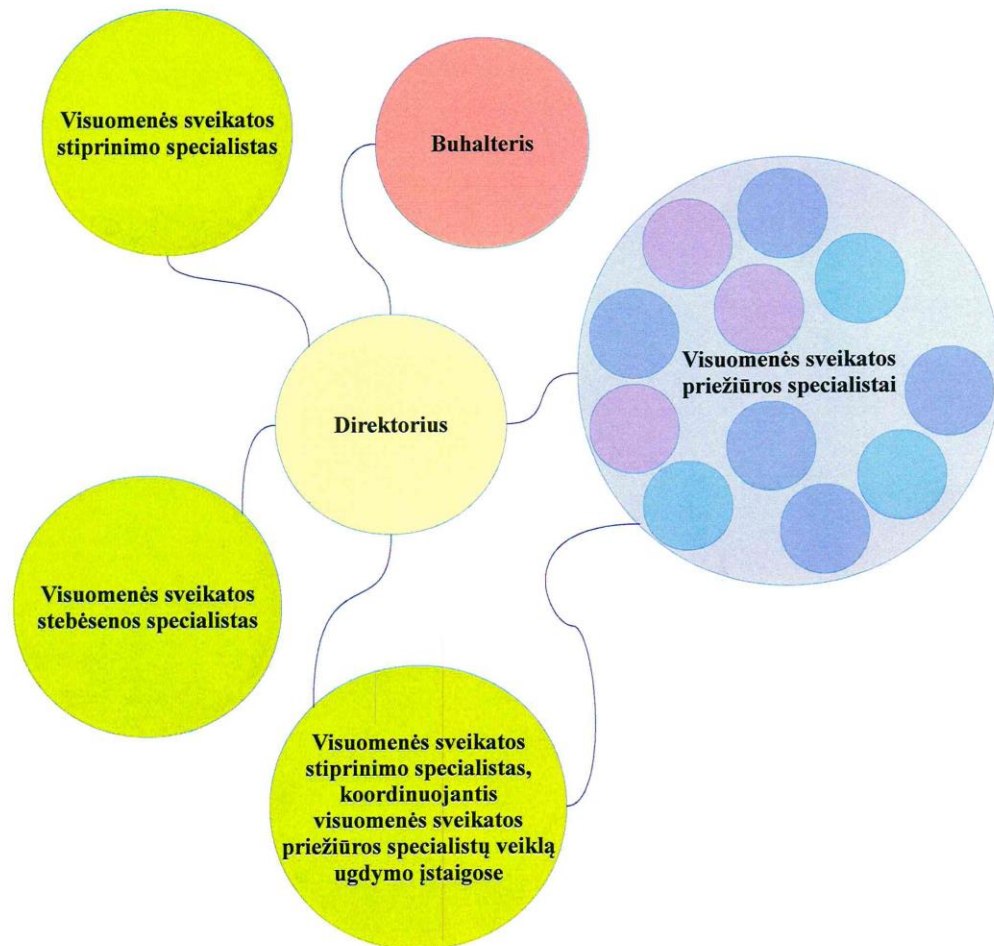 Visuomenės sveikatos
stiprinimo specialistas
Buhalteris
Visuomenės sveikatos
priežiūros specialistai
Direktorius
Visuomenės sveikatos
stebėsenos specialistas
Visuomenės sveikatos
stiprinimo specialistas,
koordinuojantis
visuomenės sveikatos
priežiūros specialistų veiklą
ugdymo įstaigose